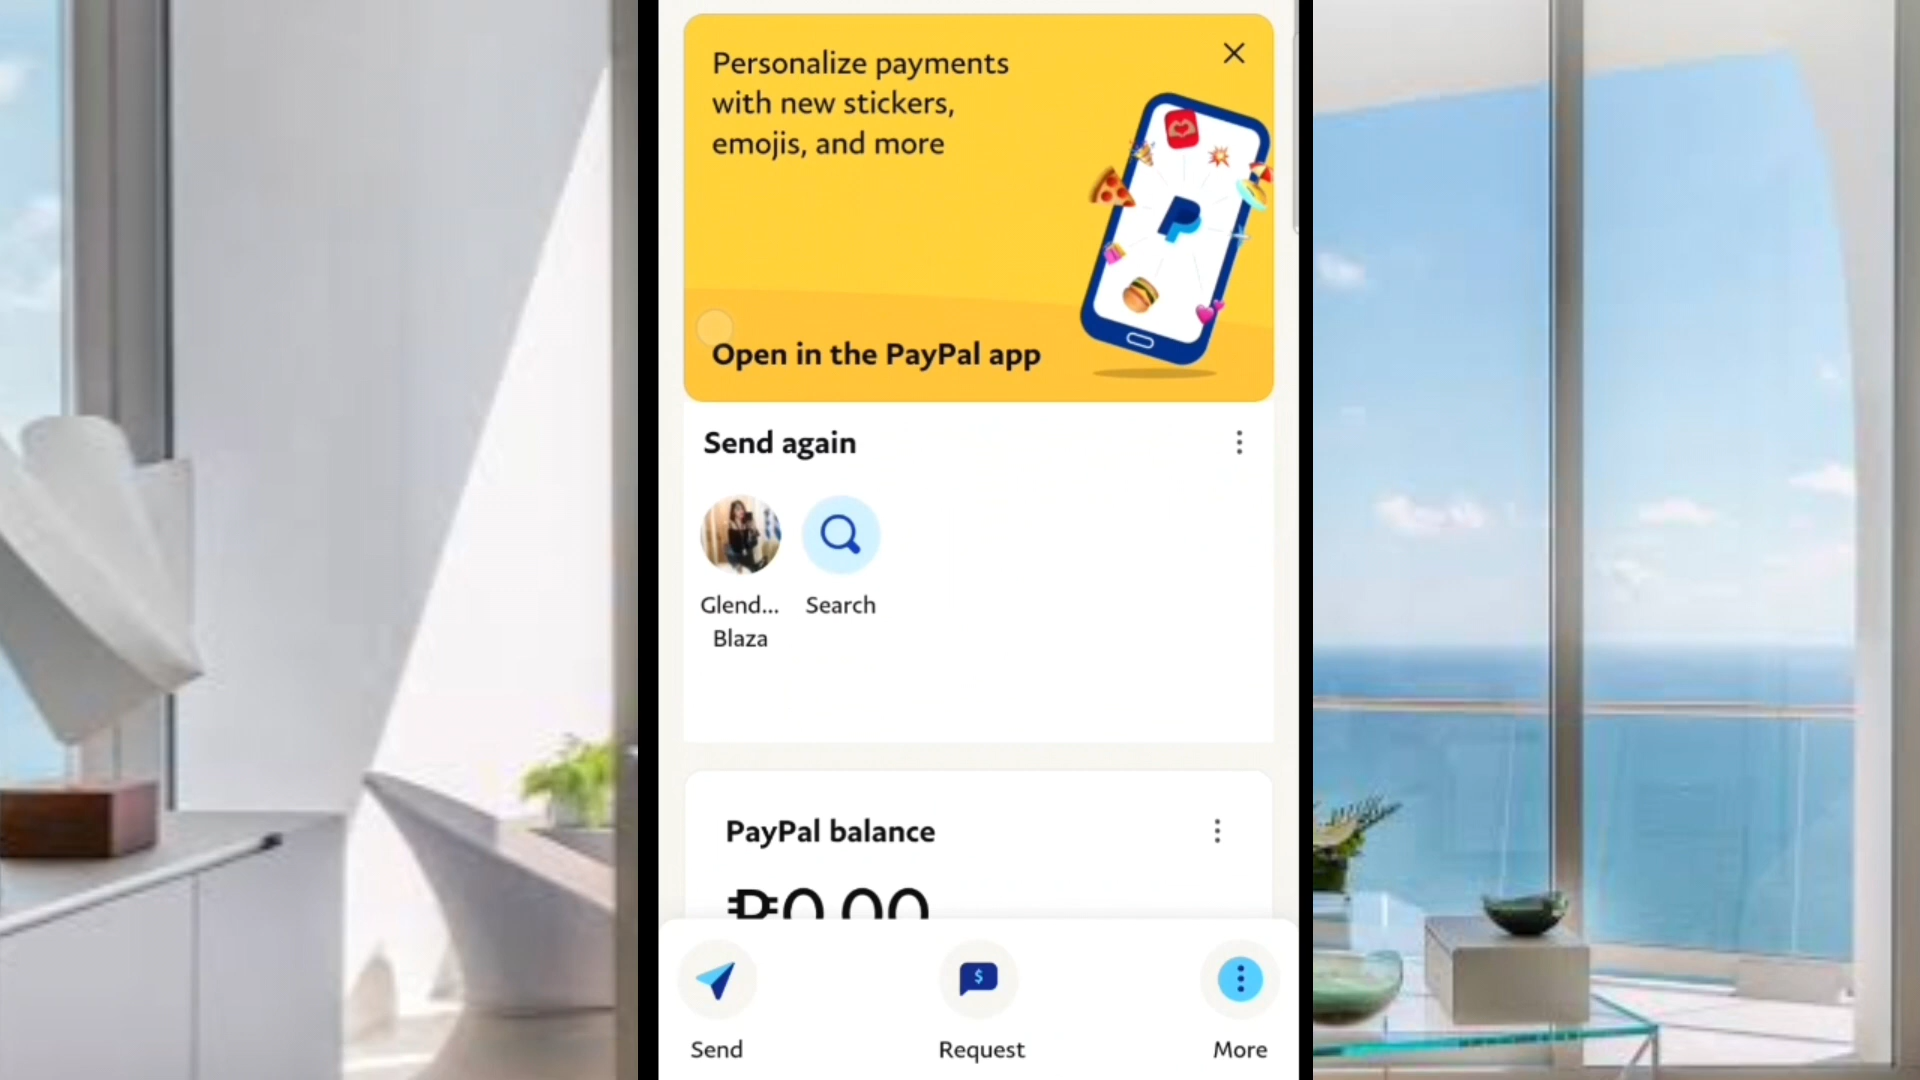 Personalize payments
with new stickers,
emojis, and more
Open in the PayPal app
Send again
Glend...
Blaza
Search
PayPal balance
₱0.00
Send
Request
More